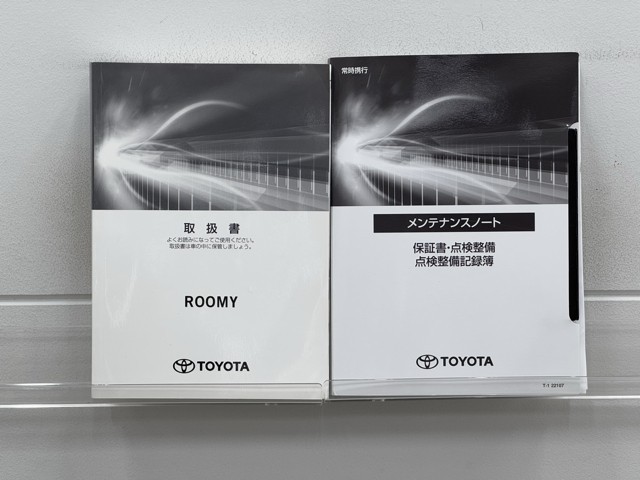 取扱書
よくお読みになってご使用ください。
取扱書は車の中に保管しましょう。
ROOMY
TOYOTA
常時携行
メンテナンスノート
保証書・点検整備
点検整備記録簿
TOYOTA
T-1 22107